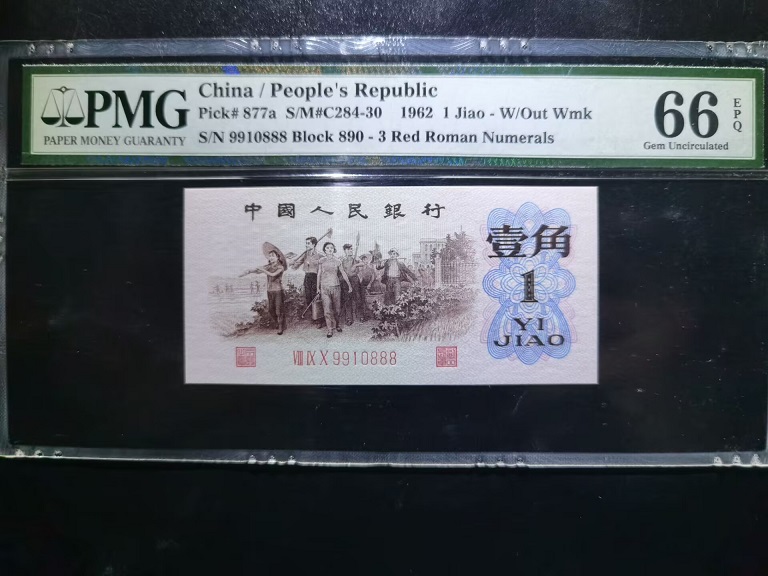 PMG
PAPER MONEY GUARANTY
China / People's Republic
Pick# 877a S/M#C284-30 1962 1 Jiao - W/Out Wmk
S/N 9910888 Block 890 - 3 Red Roman Numerals
66
EPQ
Gem Uncirculated
中國人民銀行
壹角
1
YI
JIAO
VIII IX X 9910888